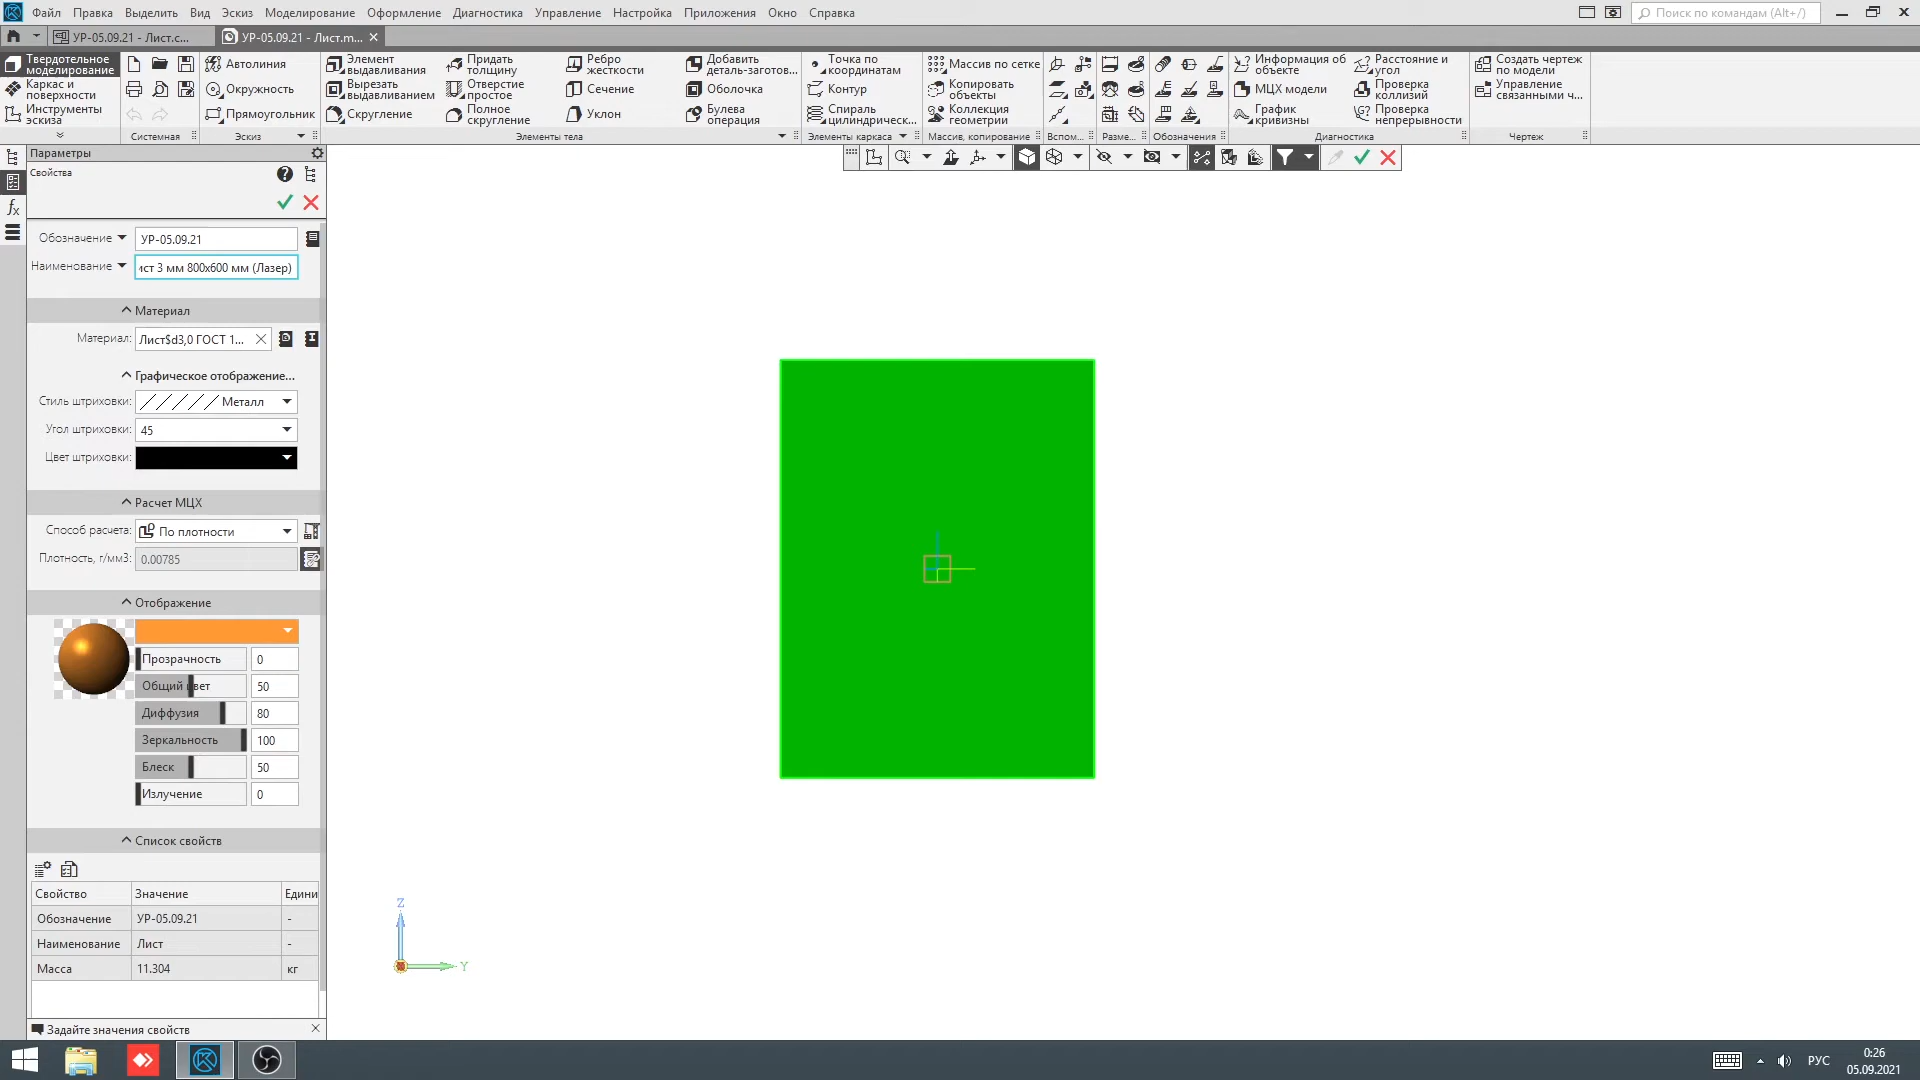 Файл Правка Выделить Вид Эскиз Моделирование Оформление Диагностика Управление Настройка Приложения Окно Справка
Поиск по командам (Alt+/)
УР-05.09.21 - Лист.c...
УР-05.09.21 - Лист.m...
Твердотельное моделирование
Каркас и поверхности
Инструменты эскиза
Системная
Автолиния
Окружность
Прямоугольник
Эскиз
Элемент выдавливания
Вырезать выдавливанием
Скругление
Придать толщину
Отверстие простое
Полное скругление
Ребро жесткости
Сечение
Уклон
Добавить деталь-заготов...
Оболочка
Булева операция
Элементы тела
Точка по координатам
Контур
Спираль цилиндрическ...
Элементы каркаса
Массив по сетке
Копировать объекты
Коллекция геометрии
Массив, копирование
Вспом...
Разме...
Обозначения
Информация об объекте
МЦХ модели
График кривизны
Расстояние и угол
Проверка коллизий
Проверка непрерывности
Диагностика
Создать чертеж по модели
Управление связанными ч...
Чертеж
Параметры
Свойства
Обозначение УР-05.09.21
Наименование ист 3 мм 800х600 мм (Лазер)
Материал
Материал: Лист$d3,0 ГОСТ 1...
Графическое отображение...
Стиль штриховки: Металл
Угол штриховки: 45
Цвет штриховки:
Расчет МЦХ
Способ расчета: По плотности
Плотность, г/мм3: 0.00785
Отображение
Прозрачность 0
Общий цвет 50
Диффузия 80
Зеркальность 100
Блеск 50
Излучение 0
Список свойств
Свойство Значение Едини
Обозначение УР-05.09.21 -
Наименование Лист -
Масса 11.304 кг
Задайте значения свойств
Z
Y
РУС
0:26
05.09.2021